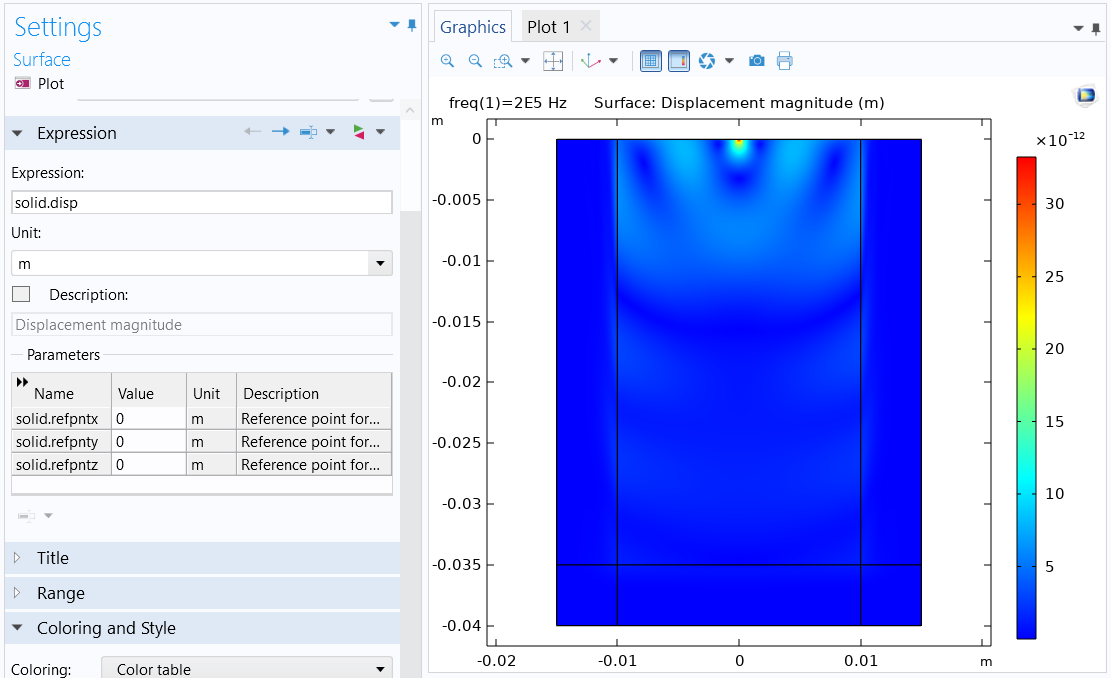 Settings
Surface
Plot
Expression
Expression:
solid.disp
Unit:
m
Description:
Displacement magnitude
Parameters
Name Value Unit Description
solid.refpntx 0 m Reference point for...
solid.refpnty 0 m Reference point for...
solid.refpntz 0 m Reference point for...
Title
Range
Coloring and Style
Coloring: Color table
Graphics Plot 1
freq(1)=2E5 Hz Surface: Displacement magnitude (m)
m
×10⁻¹²
0
-0.005
-0.01
-0.015
-0.02
-0.025
-0.03
-0.035
-0.04
-0.02 -0.01 0 0.01 m
30
25
20
15
10
5